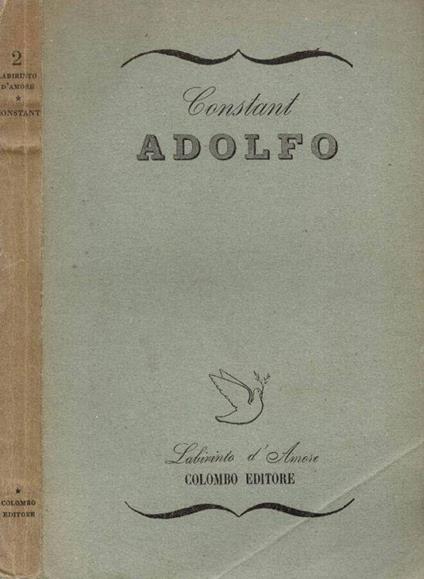 2
LABIRINTO
D'AMORE
★
CONSTANT
★
COLOMBO
EDITORE
Constant
ADOLFO
Labirinto d'Amore
COLOMBO EDITORE